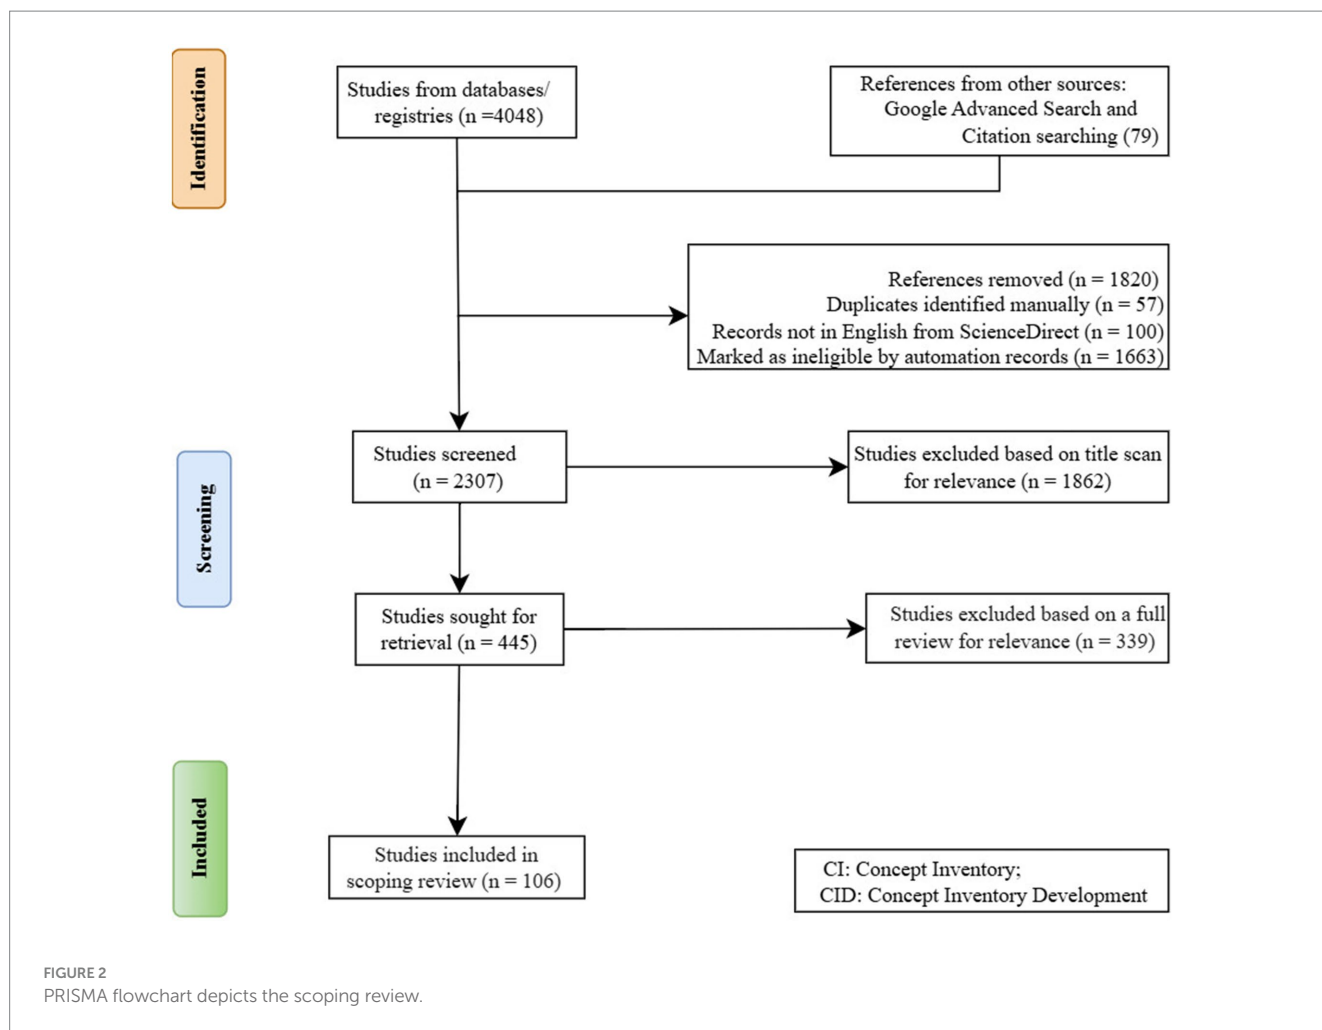 Identification
Studies from databases/
registries (n =4048)
References from other sources:
Google Advanced Search and
Citation searching (79)
References removed (n = 1820)
Duplicates identified manually (n = 57)
Records not in English from ScienceDirect (n = 100)
Marked as ineligible by automation records (n = 1663)
Screening
Studies screened
(n = 2307)
Studies excluded based on title scan
for relevance (n = 1862)
Studies sought for
retrieval (n = 445)
Studies excluded based on a full
review for relevance (n = 339)
Included
Studies included in
scoping review (n = 106)
CI: Concept Inventory;
CID: Concept Inventory Development
FIGURE 2
PRISMA flowchart depicts the scoping review.